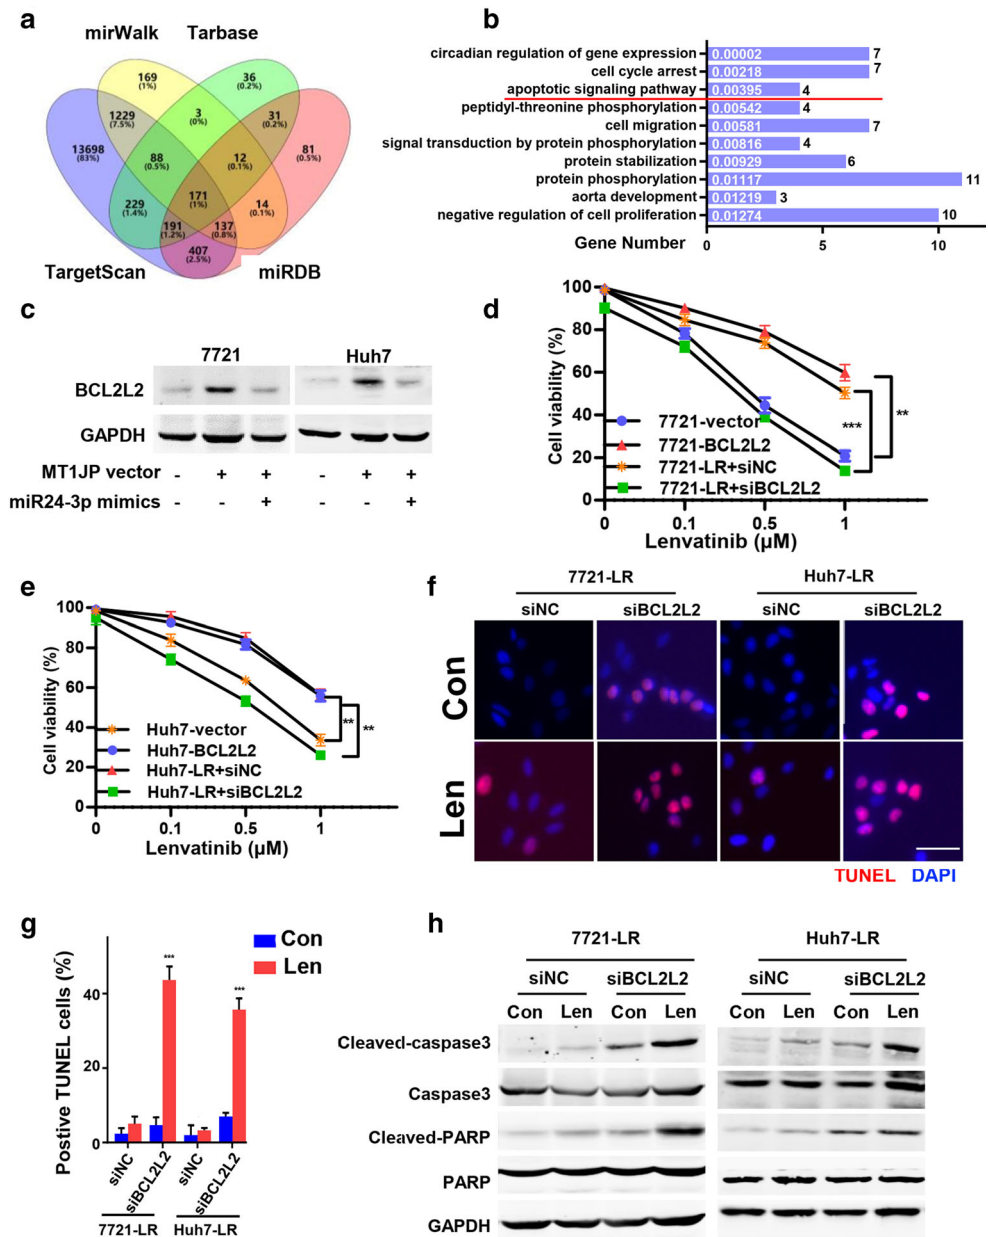 a
mirWalk Tarbase
169
(1%)
36
(0.2%)
1229
(7.5%)
3
(0%)
31
(0.2%)
13698
(83%)
88
(0.5%)
12
(0.1%)
81
(0.5%)
229
(1.4%)
171
(1%)
14
(0.1%)
191
(1.2%)
137
(0.8%)
407
(2.5%)
TargetScan miRDB
b
circadian regulation of gene expression 0.00002 7
cell cycle arrest 0.00218 7
apoptotic signaling pathway 0.00395 4
peptidyl-threonine phosphorylation 0.00542 4
cell migration 0.00581 7
signal transduction by protein phosphorylation 0.00816 4
protein stabilization 0.00929 6
protein phosphorylation 0.01117 11
aorta development 0.01219 3
negative regulation of cell proliferation 0.01274 10
Gene Number 0 5 10
c
7721 Huh7
BCL2L2
GAPDH
MT1JP vector - + + - + +
miR24-3p mimics - - + - - +
d
Cell viability (%)
100
80
60
40
20
0
7721-vector
7721-BCL2L2
7721-LR+siNC
7721-LR+siBCL2L2
***
**
0 0.1 0.5 1
Lenvatinib (μM)
e
Cell viability (%)
100
80
60
40
20
0
Huh7-vector
Huh7-BCL2L2
Huh7-LR+siNC
Huh7-LR+siBCL2L2
**
**
0 0.1 0.5 1
Lenvatinib (μM)
f
7721-LR Huh7-LR
siNC siBCL2L2 siNC siBCL2L2
Con
Len
TUNEL DAPI
g
Postive TUNEL cells (%)
40
20
0
Con
Len
***
***
siNC siBCL2L2 siNC siBCL2L2
7721-LR Huh7-LR
h
7721-LR Huh7-LR
siNC siBCL2L2 siNC siBCL2L2
Con Len Con Len Con Len Con Len
Cleaved-caspase3
Caspase3
Cleaved-PARP
PARP
GAPDH